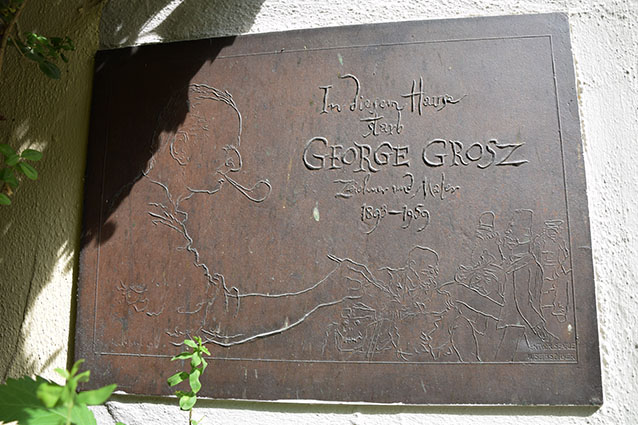 In diesem Hause
starb
GEORGE GROSZ
Zeichner und Maler
1893–1959